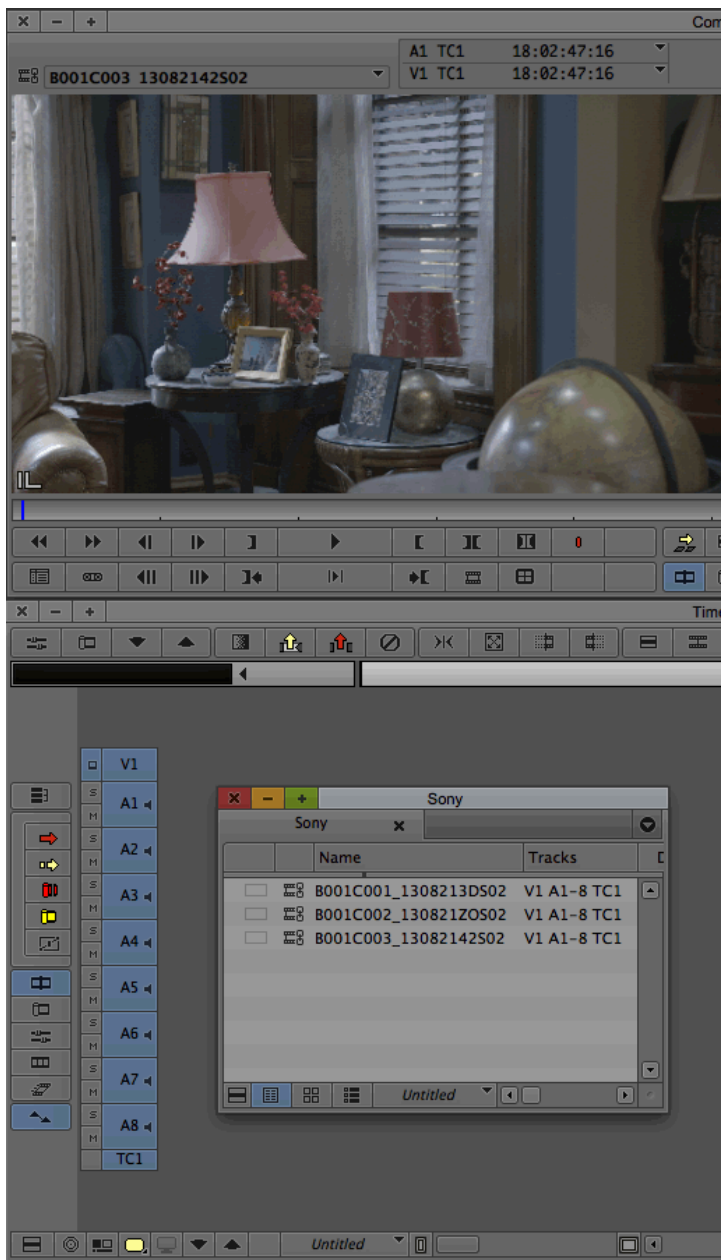 Com
A1 TC1 18:02:47:16
B001C003 13082142S02
V1 TC1 18:02:47:16
Time
V1
S
A1
M
S
A2
M
S
A3
M
S
A4
M
S
A5
M
S
A6
M
S
A7
M
S
A8
M
TC1
Sony
Sony
Name Tracks D
B001C001_1308213DS02 V1 A1-8 TC1
B001C002_130821ZOS02 V1 A1-8 TC1
B001C003_13082142S02 V1 A1-8 TC1
Untitled
Untitled